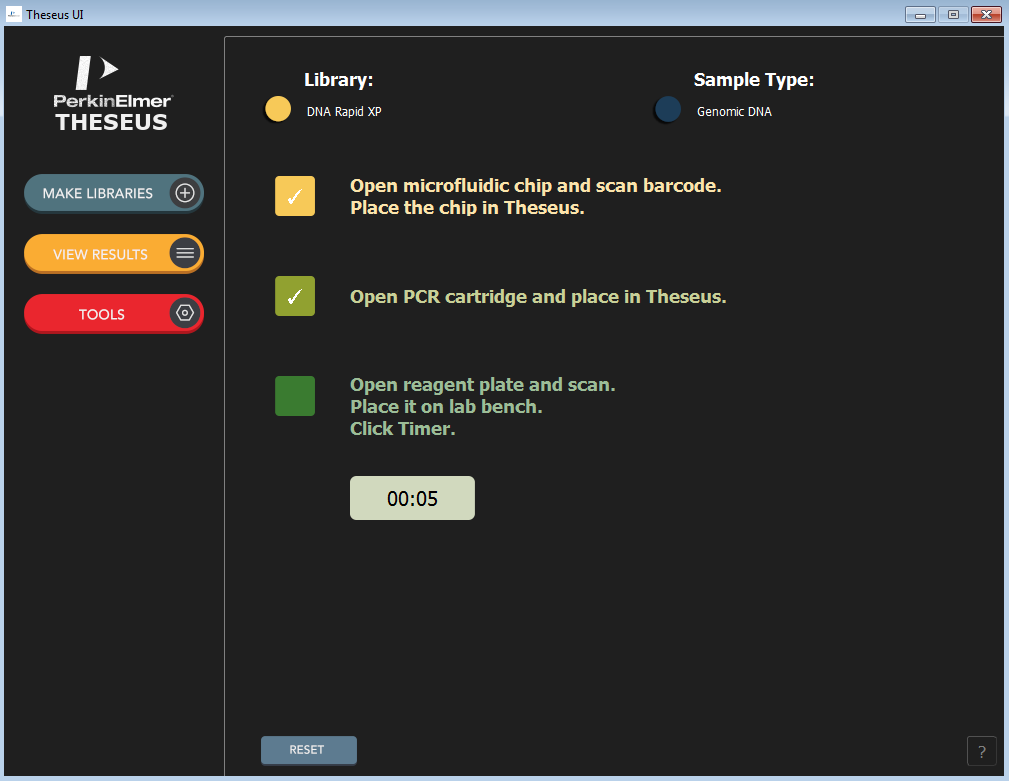 Theseus UI
PerkinElmer
THESEUS
MAKE LIBRARIES
VIEW RESULTS
TOOLS
Library:
DNA Rapid XP
Sample Type:
Genomic DNA
Open microfluidic chip and scan barcode.
Place the chip in Theseus.
Open PCR cartridge and place in Theseus.
Open reagent plate and scan.
Place it on lab bench.
Click Timer.
00:05
RESET
?